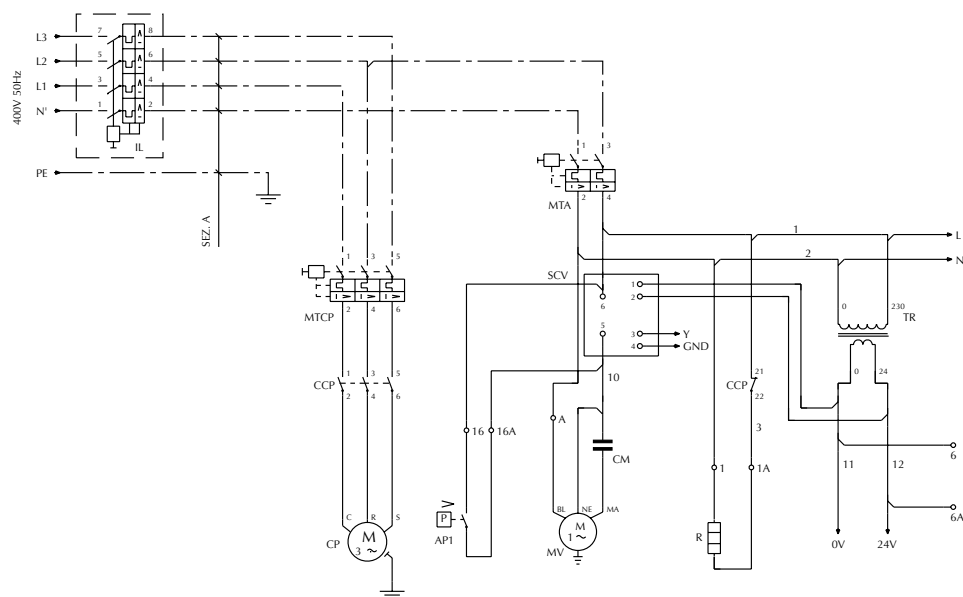 400V 50Hz
L3 7 8
L2 5 6
L1 3 4
N' 1 2
IL
PE
SEZ. A
1 3
MTA 2 4
1 L
2 N
1 3 5
MTCP 2 4 6
SCV
6 1
2
5 3 Y
4 GND
0 230
TR
0 24
CCP 1 3 5
2 4 6
10
CCP 21
22
A
16 16A
3
CM
6
11 12
1 1A
6A
P
AP1
BL NE MA
M
1 ~
MV
R
0V 24V
C R S
CP
M
3 ~